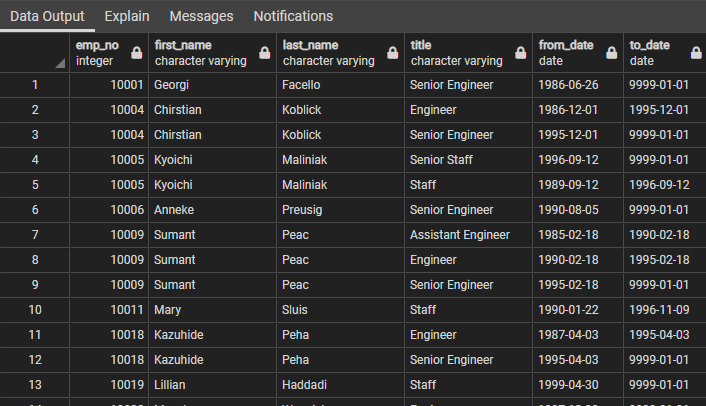 Data Output Explain Messages Notifications
emp_no first_name last_name title from_date to_date
integer character varying character varying character varying date date
1 10001 Georgi Facello Senior Engineer 1986-06-26 9999-01-01
2 10004 Chirstian Koblick Engineer 1986-12-01 1995-12-01
3 10004 Chirstian Koblick Senior Engineer 1995-12-01 9999-01-01
4 10005 Kyoichi Maliniak Senior Staff 1996-09-12 9999-01-01
5 10005 Kyoichi Maliniak Staff 1989-09-12 1996-09-12
6 10006 Anneke Preusig Senior Engineer 1990-08-05 9999-01-01
7 10009 Sumant Peac Assistant Engineer 1985-02-18 1990-02-18
8 10009 Sumant Peac Engineer 1990-02-18 1995-02-18
9 10009 Sumant Peac Senior Engineer 1995-02-18 9999-01-01
10 10011 Mary Sluis Staff 1990-01-22 1996-11-09
11 10018 Kazuhide Peha Engineer 1987-04-03 1995-04-03
12 10018 Kazuhide Peha Senior Engineer 1995-04-03 9999-01-01
13 10019 Lillian Haddadi Staff 1999-04-30 9999-01-01